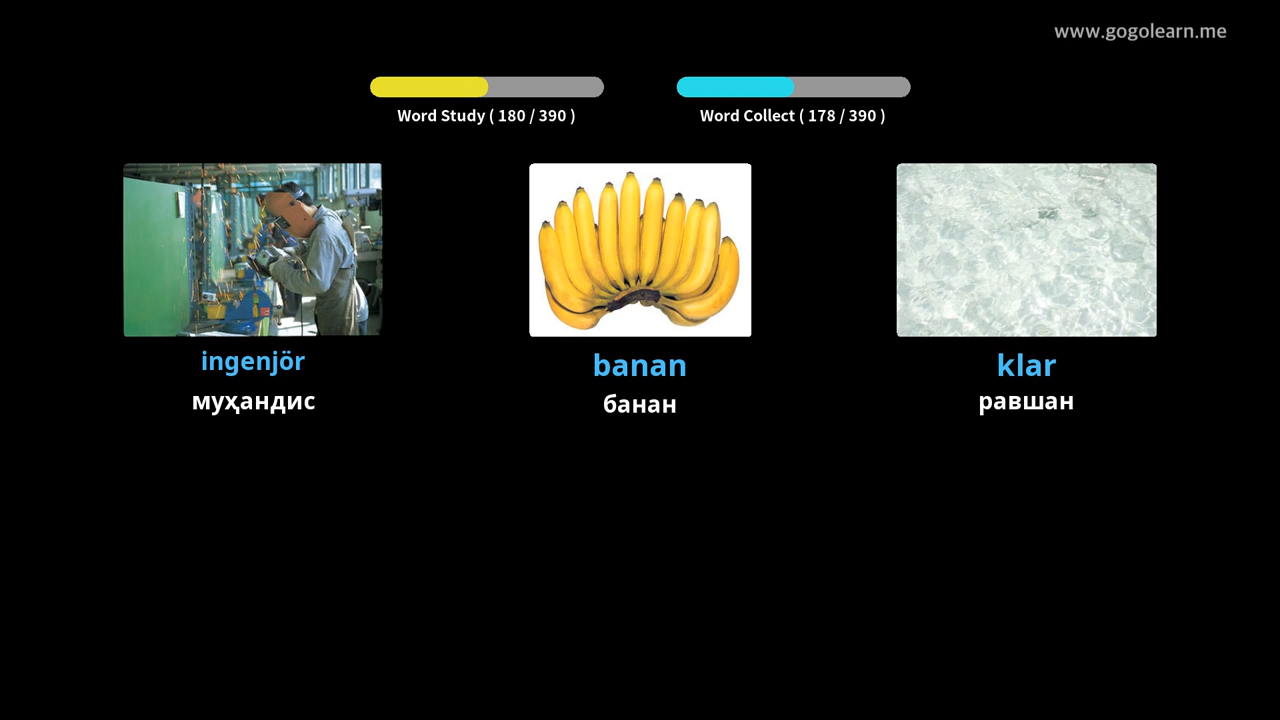 www.gogolearn.me
Word Study ( 180 / 390 )
Word Collect ( 178 / 390 )
ingenjör
муҳандис
banan
банан
klar
равшан